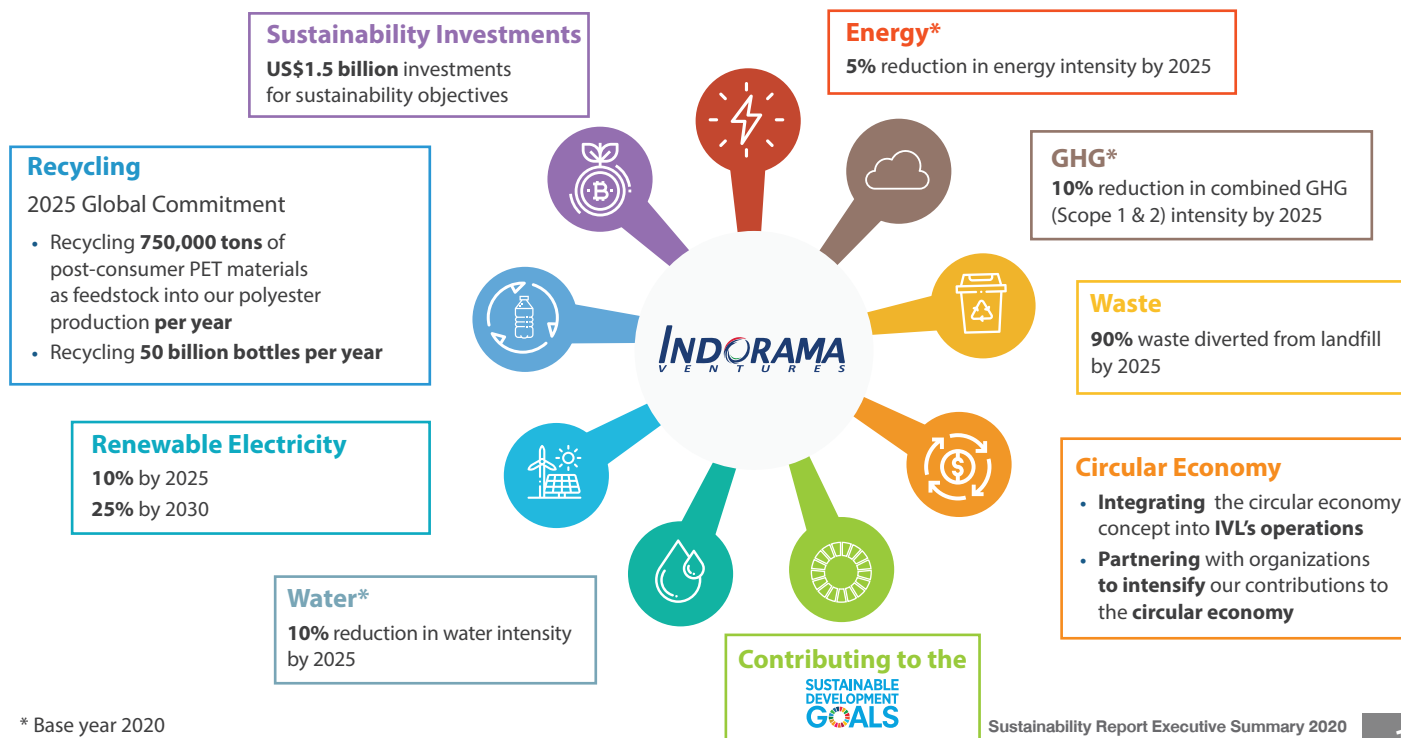 Sustainability Investments
US$1.5 billion investments
for sustainability objectives
Energy*
5% reduction in energy intensity by 2025
GHG*
10% reduction in combined GHG
(Scope 1 & 2) intensity by 2025
Recycling
2025 Global Commitment
• Recycling 750,000 tons of
post-consumer PET materials
as feedstock into our polyester
production per year
• Recycling 50 billion bottles per year
INDORAMA
VENTURES
Waste
90% waste diverted from landfill
by 2025
Renewable Electricity
10% by 2025
25% by 2030
Circular Economy
• Integrating the circular economy
concept into IVL's operations
• Partnering with organizations
to intensify our contributions to
the circular economy
Water*
10% reduction in water intensity
by 2025
Contributing to the
SUSTAINABLE
DEVELOPMENT
GOALS
* Base year 2020
Sustainability Report Executive Summary 2020